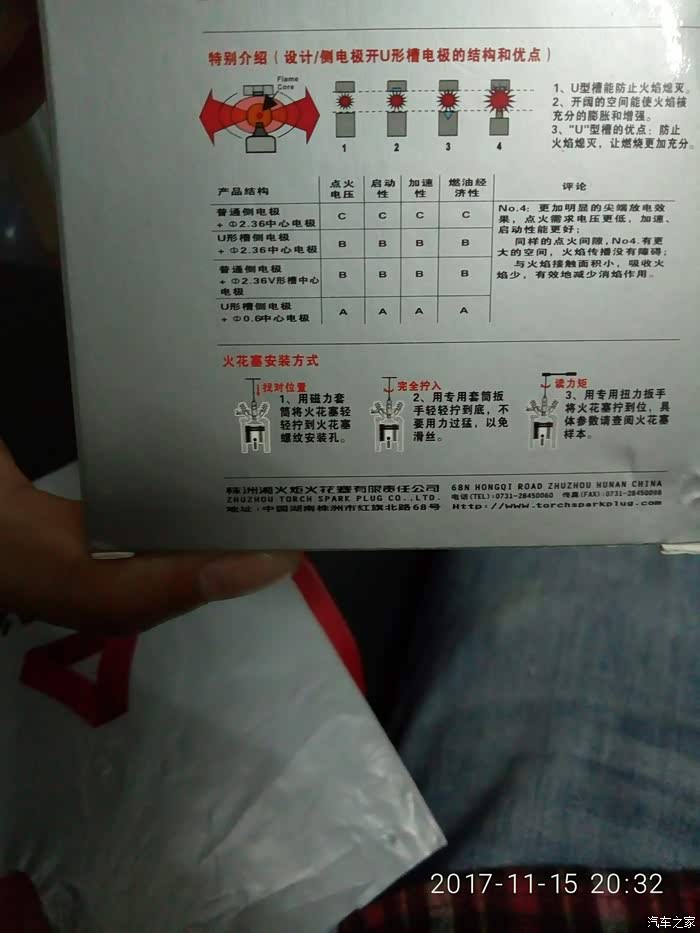 特别介绍（设计/侧电极开U形槽电极的结构和优点）
Flame
Core
1 2 3 4
1、U型槽能防止火焰熄灭。
2、开阔的空间能使火焰被
充分的膨胀和增强。
3、"U"型槽的优点：防止
火焰熄灭，让燃烧更加充分。
产品结构 点火电压 启动性 加速性 燃油经济性 评论
普通侧电极
+ Φ2.36中心电极 C C C C
U形槽侧电极
+ Φ2.36中心电极 B B B B
普通侧电极
+ Φ2.36V形槽中心
电极 B B B B
U形槽侧电极
+ Φ0.6中心电极 A A A A
No.4：更加明显的尖端放电效
果，点火需求电压更低，加速、
启动性能更好；
同样的点火间隙，No4.有更
大的空间，火焰传播没有障碍；
与火焰接触面积小，吸收火
焰少，有效地减少消焰作用。
火花塞安装方式
找对位置
1、用磁力套
筒将火花塞轻
轻拧到火花塞
螺纹安装孔。
完全拧入
2、用专用套筒扳
手轻轻拧到底，不
要用力过猛，以免
滑丝。
读力矩
3、用专用扭力扳手
将火花塞拧到位，具
体参数请查阅火花塞
样本。
株洲湘火炬火花塞有限责任公司
ZHUZHOU TORCH SPARK PLUG CO.,LTD.
地址：中国湖南株洲市红旗北路68号
68N HONGQI ROAD ZHUZHOU HUNAN CHINA
电话(TEL):0731-28450060 传真(FAX):0731-28450098
Http://www.torchsparkplug.com
2017-11-15 20:32
汽车之家